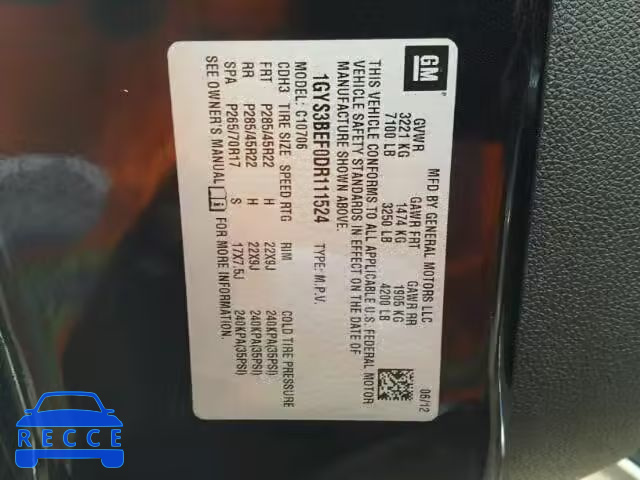 GM
MFD BY GENERAL MOTORS LLC
06/12
GVWR GAWR FRT GAWR RR
3221 KG 1474 KG 1905 KG
7100 LB 3250 LB 4200 LB
THIS VEHICLE CONFORMS TO ALL APPLICABLE U.S. FEDERAL MOTOR
VEHICLE SAFETY STANDARDS IN EFFECT ON THE DATE OF
MANUFACTURE SHOWN ABOVE.
1GYS3BEF0DR111524 TYPE: M.P.V.
C10706
CDH3 TIRE SIZE SPEED RTG RIM COLD TIRE PRESSURE
FRT P285/45R22 H 22X9J 240KPA(35PSI)
RR P285/45R22 H 22X9J 240KPA(35PSI)
SPA P265/70R17 S 17X7.5J 240KPA(35PSI)
SEE OWNER'S MANUAL FOR MORE INFORMATION.
RECCE